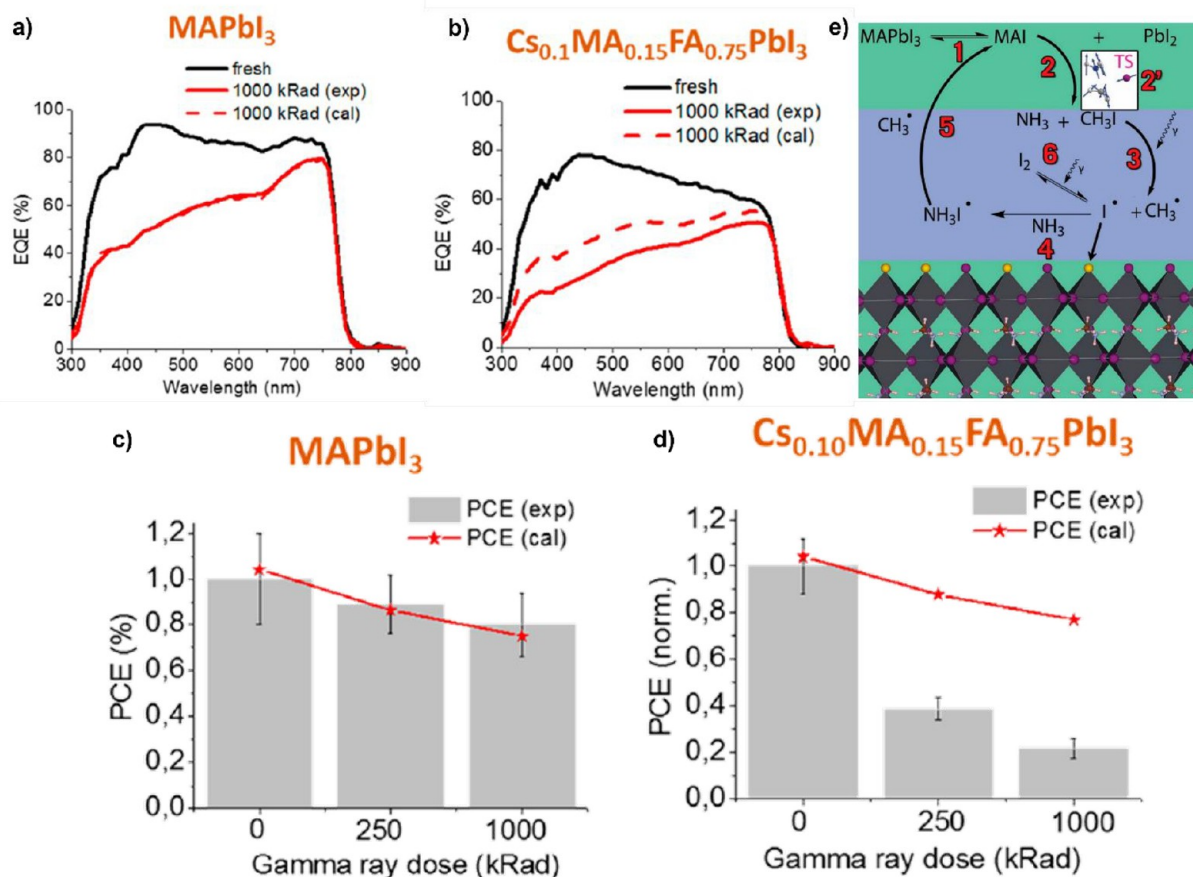 a)
MAPbI₃
fresh
1000 kRad (exp)
1000 kRad (cal)
100
80
60
40
20
0
EQE (%)
300 400 500 600 700 800 900
Wavelength (nm)
b)
Cs₀.₁MA₀.₁₅FA₀.₇₅PbI₃
fresh
1000 kRad (exp)
1000 kRad (cal)
100
80
60
40
20
0
EQE (%)
300 400 500 600 700 800 900
Wavelength (nm)
e)
MAPbI₃ MAI + PbI₂
1
2
TS
2'
CH₃•
5
NH₃ + CH₃I
6
3
γ
I₂
γ
NH₃I• NH₃ I• + CH₃•
4
c)
MAPbI₃
PCE (exp)
PCE (cal)
1,2
1,0
0,8
0,6
0,4
0,2
0,0
PCE (%)
0 250 1000
Gamma ray dose (kRad)
d)
Cs₀.₁₀MA₀.₁₅FA₀.₇₅PbI₃
PCE (exp)
PCE (cal)
1,2
1,0
0,8
0,6
0,4
0,2
0,0
PCE (norm.)
0 250 1000
Gamma ray dose (kRad)